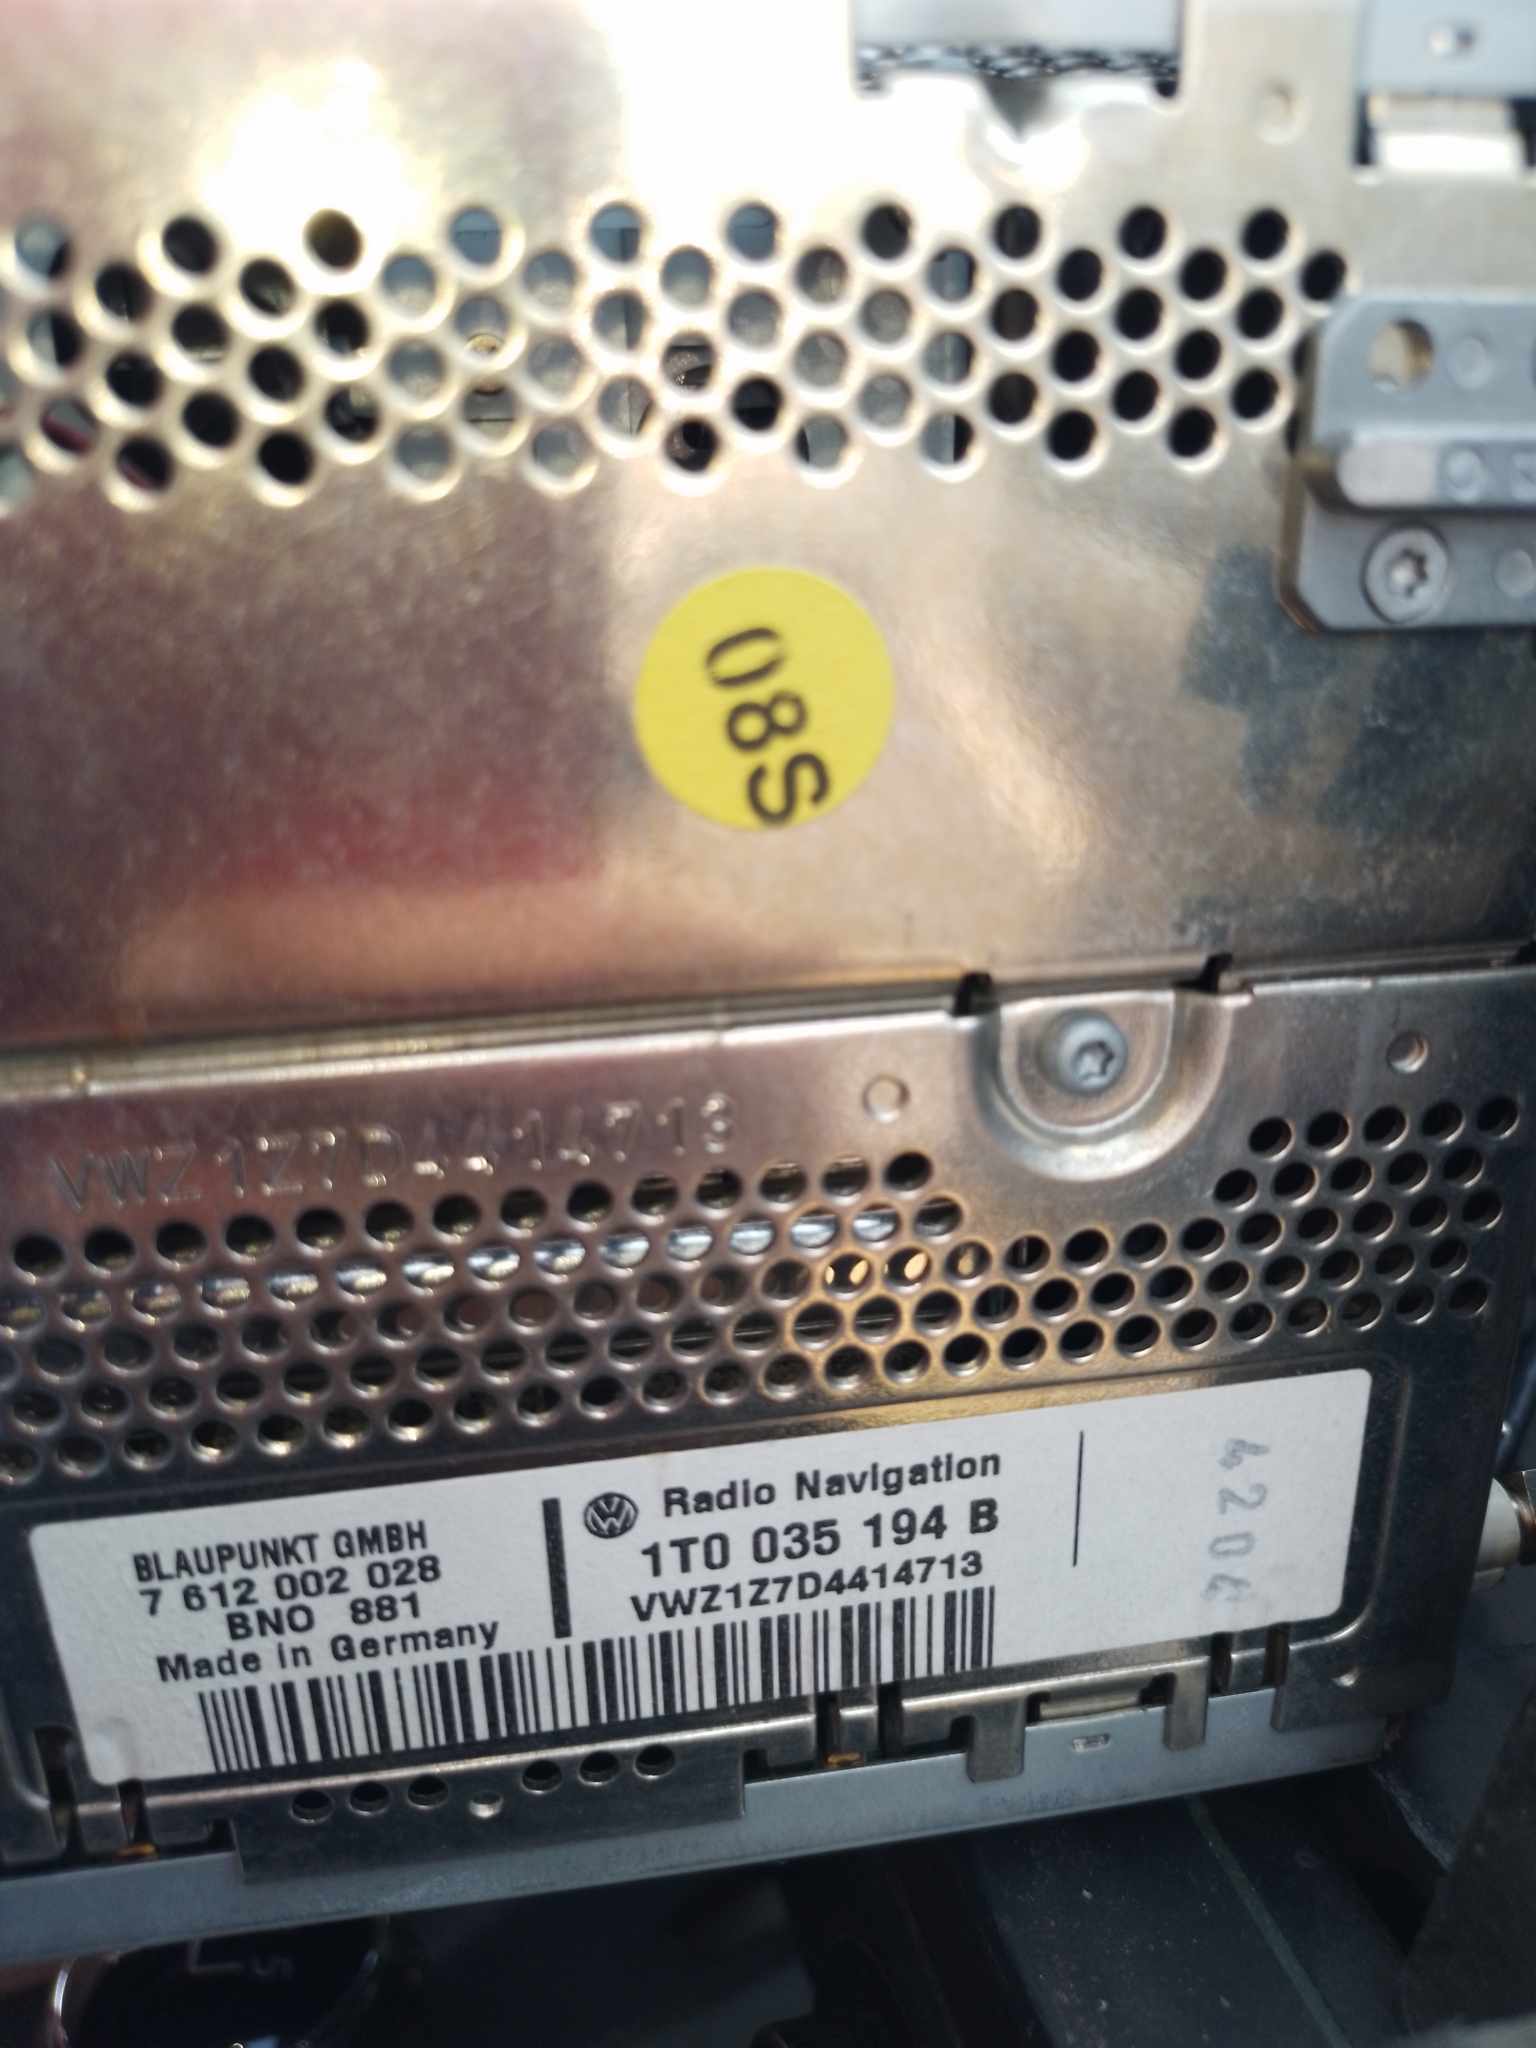 08S
VWZ1Z7D4414713
BLAUPUNKT GMBH
7 612 002 028
BNO 881
Made in Germany
Radio Navigation
1T0 035 194 B
VWZ1Z7D4414713